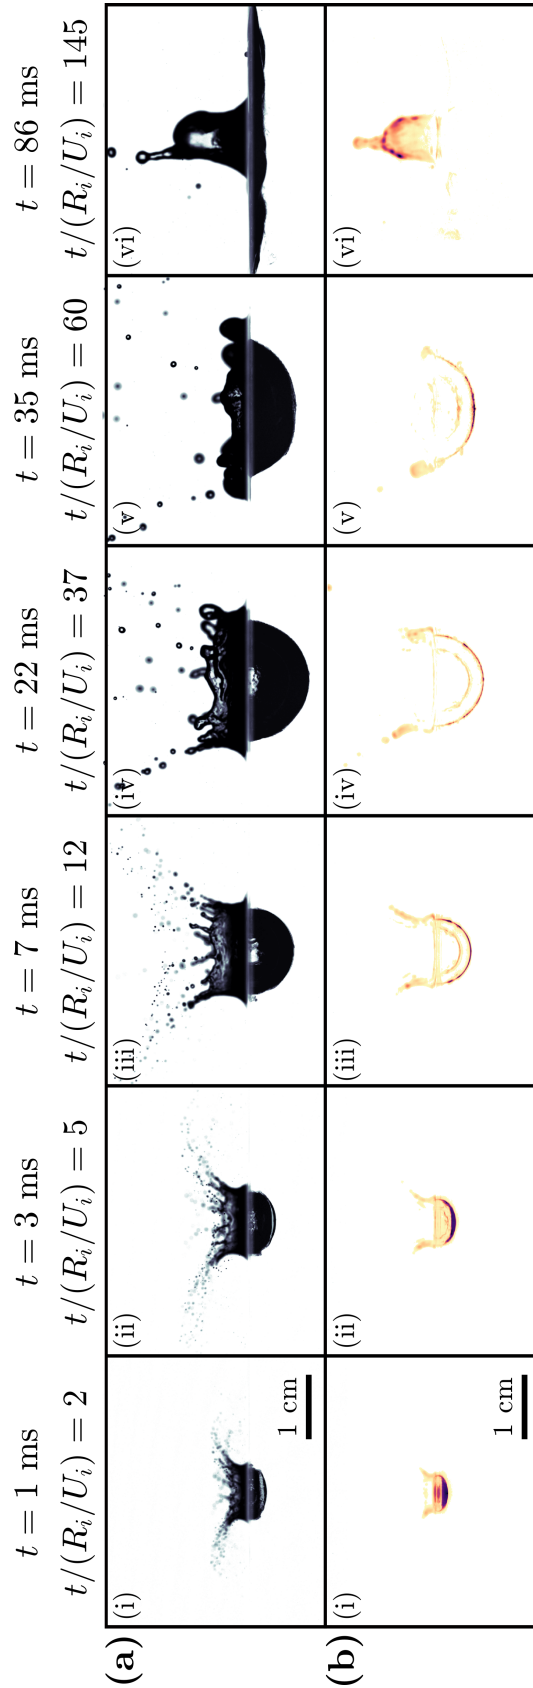 t = 1 ms
t/(R_i/U_i) = 2
t = 3 ms
t/(R_i/U_i) = 5
t = 7 ms
t/(R_i/U_i) = 12
t = 22 ms
t/(R_i/U_i) = 37
t = 35 ms
t/(R_i/U_i) = 60
t = 86 ms
t/(R_i/U_i) = 145
(a)
(i)
1 cm
(ii)
(iii)
(iv)
(v)
(vi)
(b)
(i)
1 cm
(ii)
(iii)
(iv)
(v)
(vi)